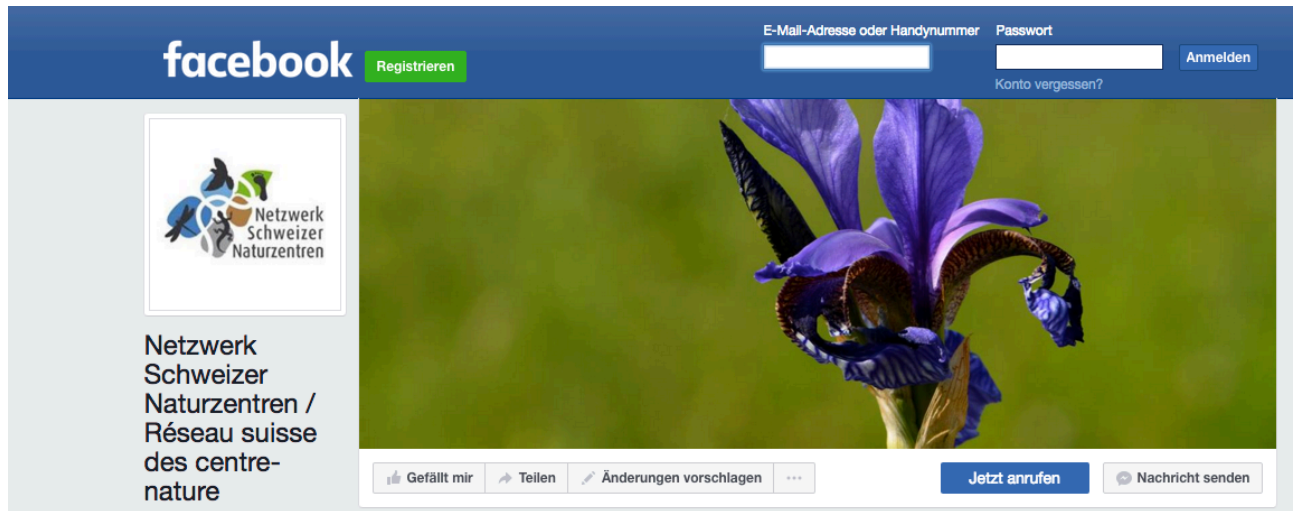 E-Mail-Adresse oder Handynummer Passwort
facebook Registrieren Anmelden
Konto vergessen?
Netzwerk
Schweizer
Naturzentren
Netzwerk
Schweizer
Naturzentren /
Réseau suisse
des centre-
nature
Gefällt mir Teilen Änderungen vorschlagen ... Jetzt anrufen Nachricht senden